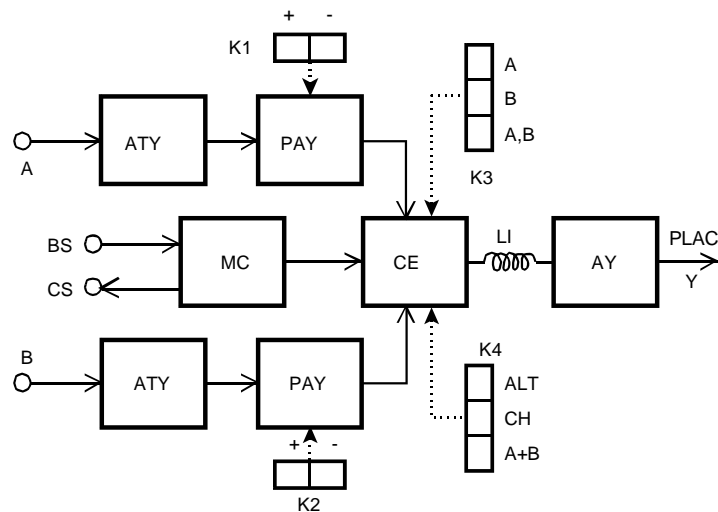 + -
K1
A
B
A,B
K3
ATY
PAY
A
BS
CS
MC
CE
LI
AY
PLAC
Y
B
ATY
PAY
K4
ALT
CH
A+B
+ -
K2